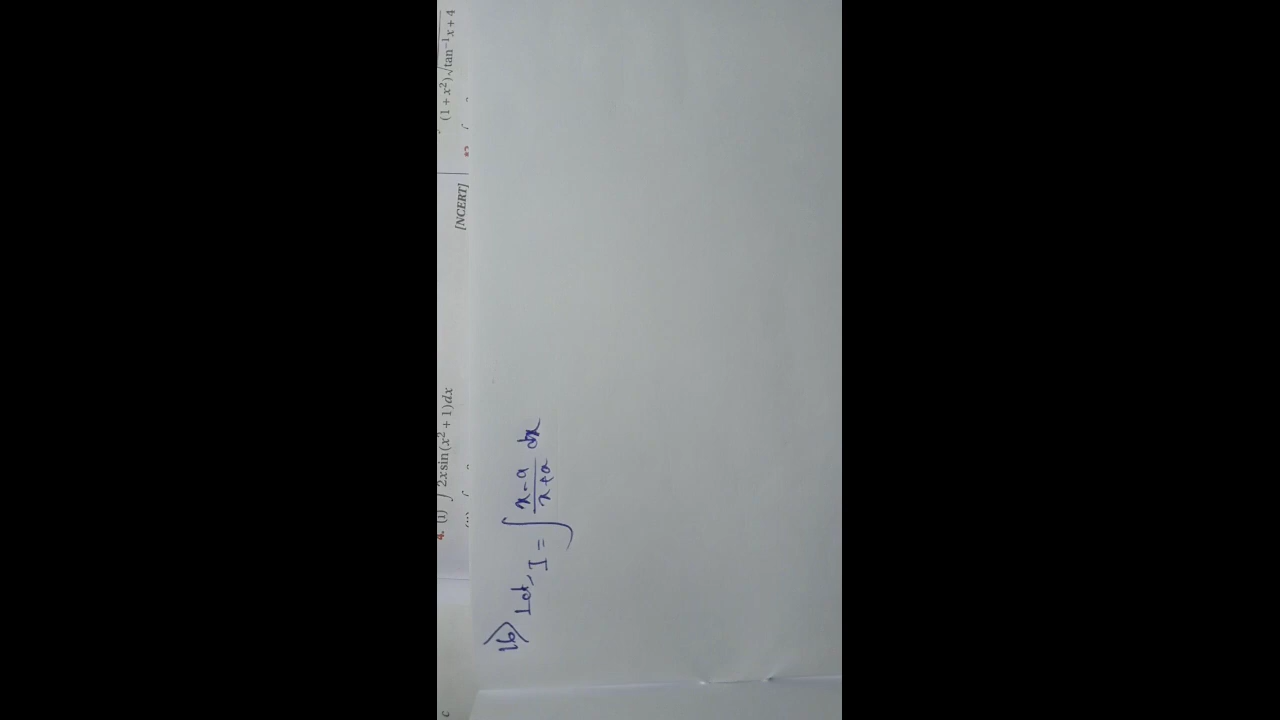 4. (i) ∫ 2x sin(x² + 1)dx
(1 + x²)√tan⁻¹x + 4
[NCERT]
16) Let,
I = ∫ x-a/x+a dx